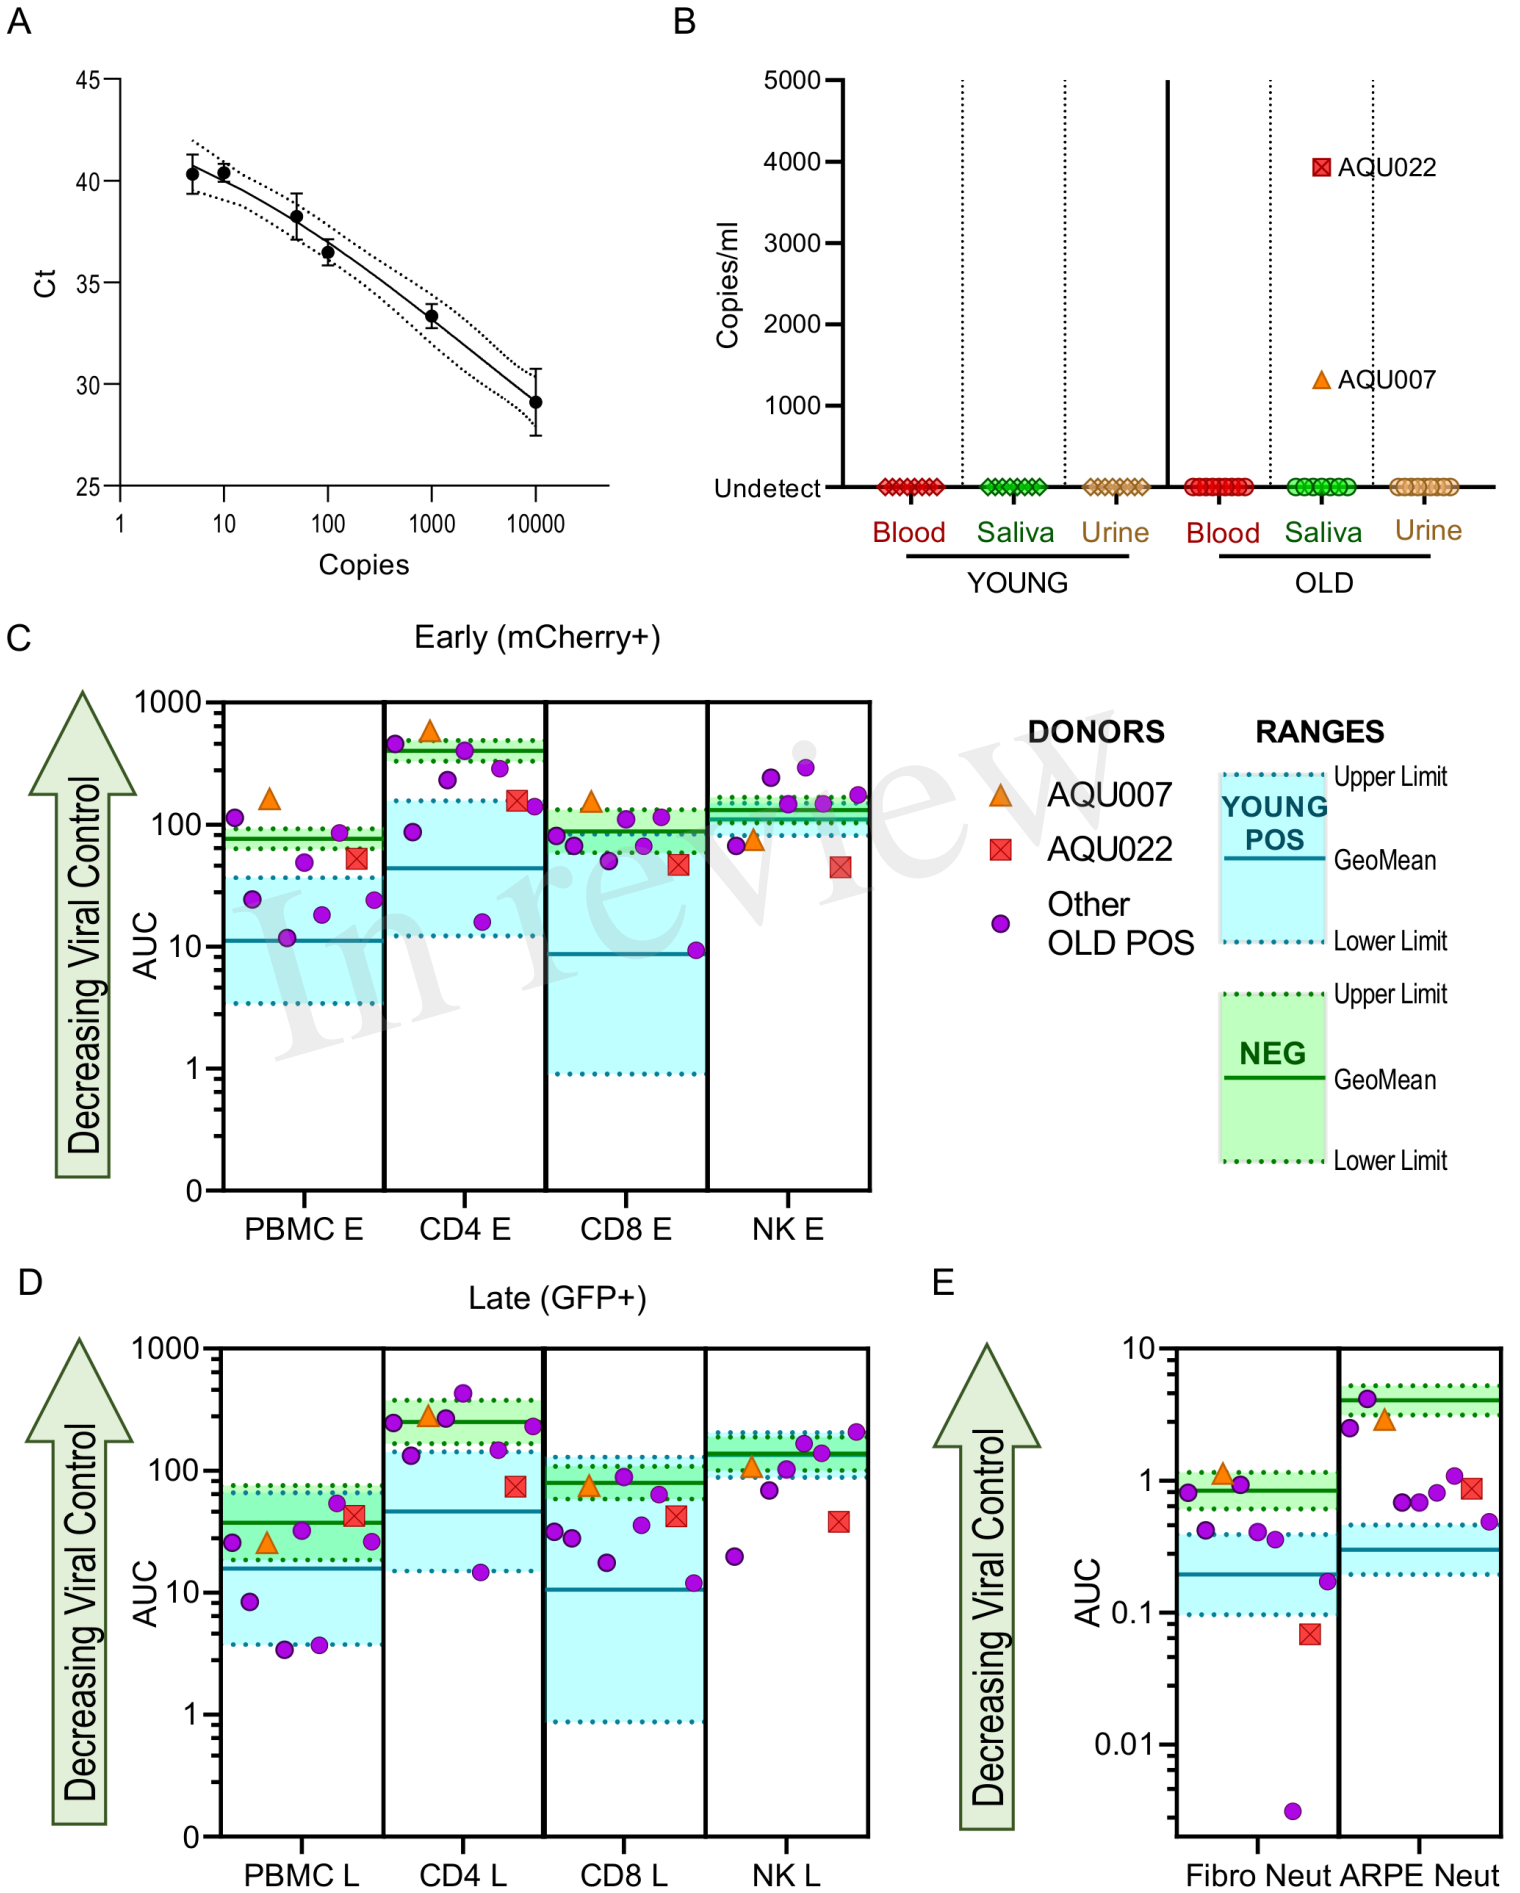 A
45
40
35
30
25
Ct
1
10
100
1000
10000
Copies
B
5000
4000
3000
2000
1000
Undetect
Copies/ml
AQU022
AQU007
Blood
Saliva
Urine
Blood
Saliva
Urine
YOUNG
OLD
C
Early (mCherry+)
Decreasing Viral Control
AUC
1000
100
10
1
0
PBMC E
CD4 E
CD8 E
NK E
DONORS
AQU007
AQU022
Other
OLD POS
RANGES
YOUNG
POS
Upper Limit
GeoMean
Lower Limit
NEG
Upper Limit
GeoMean
Lower Limit
In review
D
Late (GFP+)
Decreasing Viral Control
AUC
1000
100
10
1
0
PBMC L
CD4 L
CD8 L
NK L
E
Decreasing Viral Control
AUC
10
1
0.1
0.01
Fibro Neut
ARPE Neut